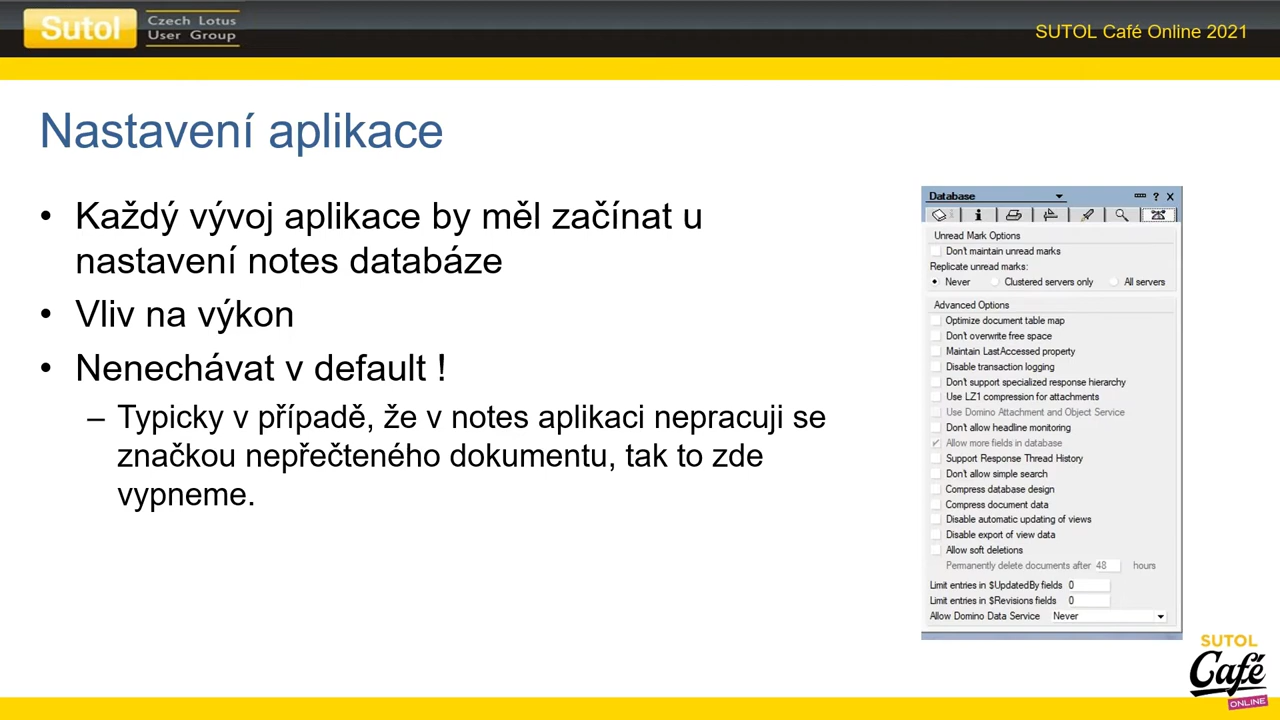 Sutol
Czech Lotus
User Group
SUTOL Café Online 2021
Nastavení aplikace
• Každý vývoj aplikace by měl začínat u
nastavení notes databáze
• Vliv na výkon
• Nenechávat v default !
– Typicky v případě, že v notes aplikaci nepracuji se
značkou nepřečteného dokumentu, tak to zde
vypneme.
Database
Unread Mark Options
Don't maintain unread marks
Replicate unread marks:
Never Clustered servers only All servers
Advanced Options
Optimize document table map
Don't overwrite free space
Maintain LastAccessed property
Disable transaction logging
Don't support specialized response hierarchy
Use LZ1 compression for attachments
Use Domino Attachment and Object Service
Don't allow headline monitoring
Allow more fields in database
Support Response Thread History
Don't allow simple search
Compress database design
Compress document data
Disable automatic updating of views
Disable export of view data
Allow soft deletions
Permanently delete documents after 48 hours
Limit entries in $UpdatedBy fields 0
Limit entries in $Revisions fields 0
Allow Domino Data Service Never
SUTOL
Café
ONLINE